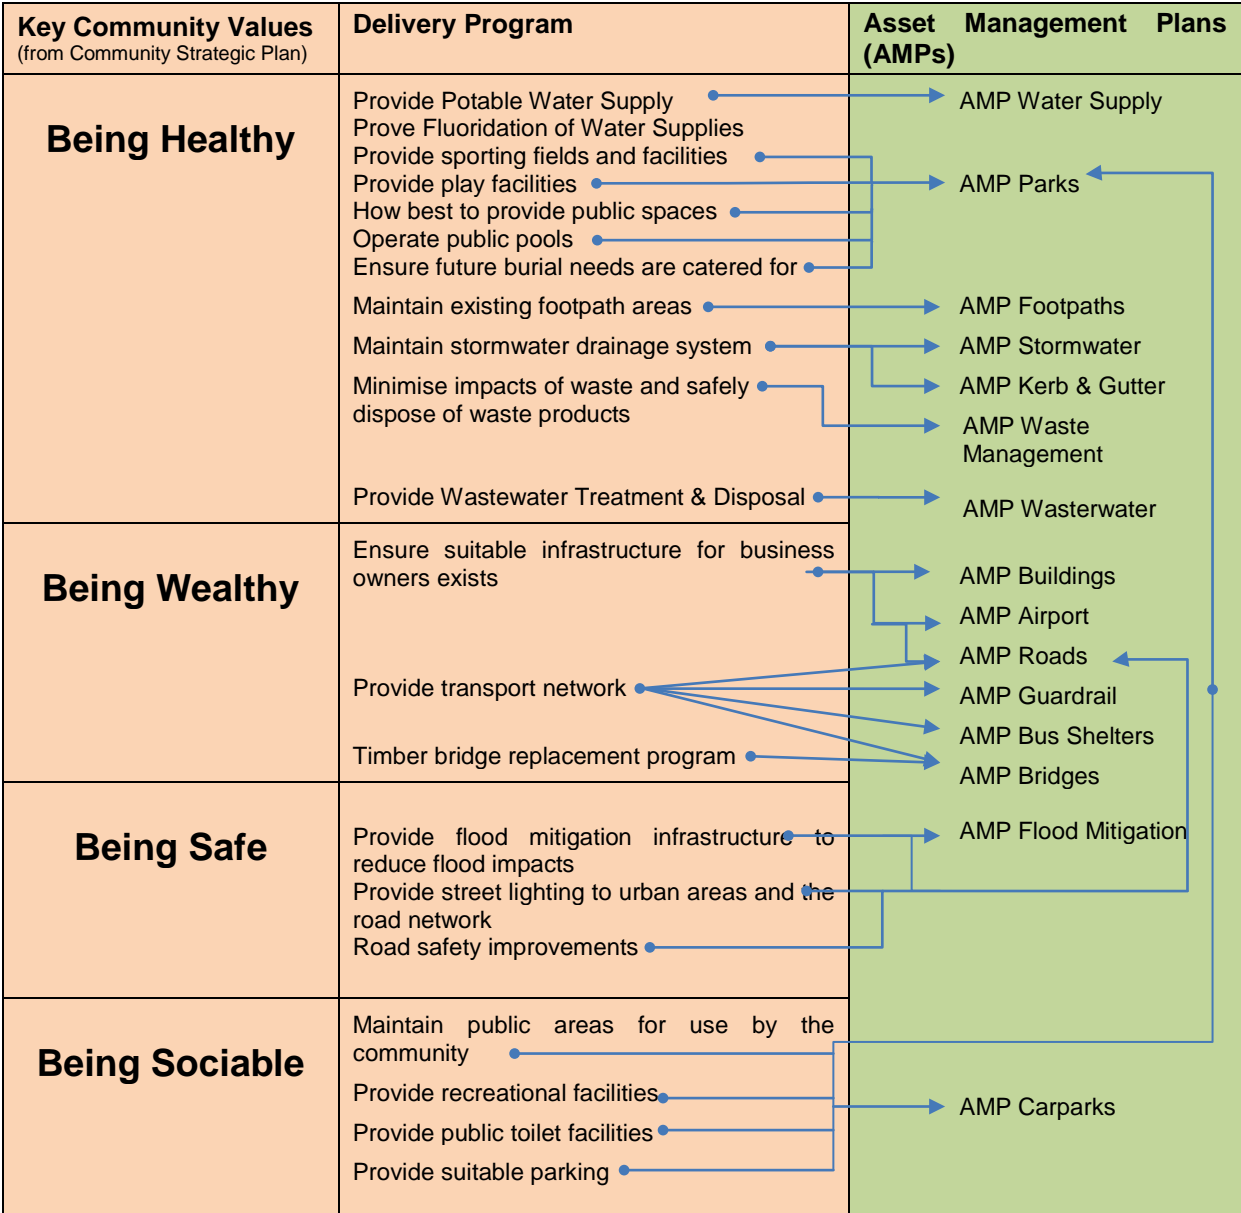 Key Community Values
(from Community Strategic Plan)
Delivery Program
Asset Management Plans
(AMPs)
Being Healthy
Provide Potable Water Supply
Prove Fluoridation of Water Supplies
Provide sporting fields and facilities
Provide play facilities
How best to provide public spaces
Operate public pools
Ensure future burial needs are catered for
Maintain existing footpath areas
Maintain stormwater drainage system
Minimise impacts of waste and safely
dispose of waste products
Provide Wastewater Treatment & Disposal
AMP Water Supply
AMP Parks
AMP Footpaths
AMP Stormwater
AMP Kerb & Gutter
AMP Waste
Management
AMP Wasterwater
Being Wealthy
Ensure suitable infrastructure for business
owners exists
Provide transport network
Timber bridge replacement program
AMP Buildings
AMP Airport
AMP Roads
AMP Guardrail
AMP Bus Shelters
AMP Bridges
Being Safe
Provide flood mitigation infrastructure to
reduce flood impacts
Provide street lighting to urban areas and the
road network
Road safety improvements
AMP Flood Mitigation
Being Sociable
Maintain public areas for use by the
community
Provide recreational facilities
Provide public toilet facilities
Provide suitable parking
AMP Carparks